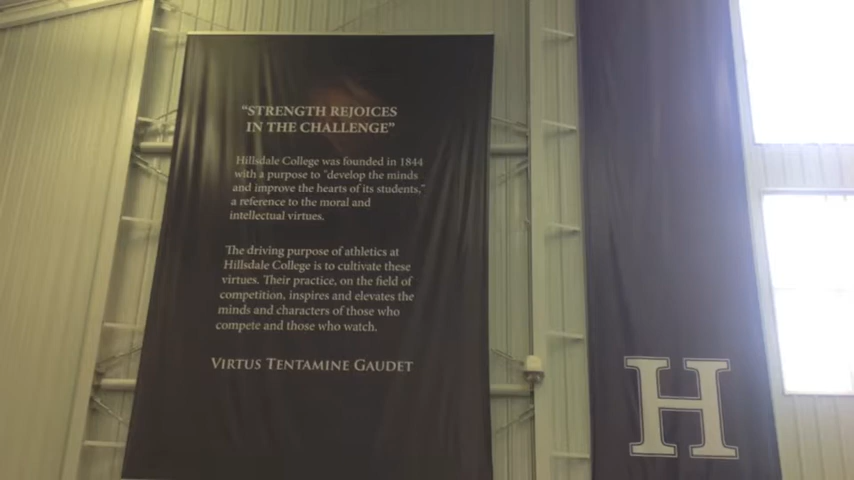 “STRENGTH REJOICES
IN THE CHALLENGE”
Hillsdale College was founded in 1844
with a purpose to "develop the minds
and improve the hearts of its students,"
a reference to the moral and
intellectual virtues.
The driving purpose of athletics at
Hillsdale College is to cultivate these
virtues. Their practice, on the field of
competition, inspires and elevates the
minds and characters of those who
compete and those who watch.
VIRTUS TENTAMINE GAUDET
H